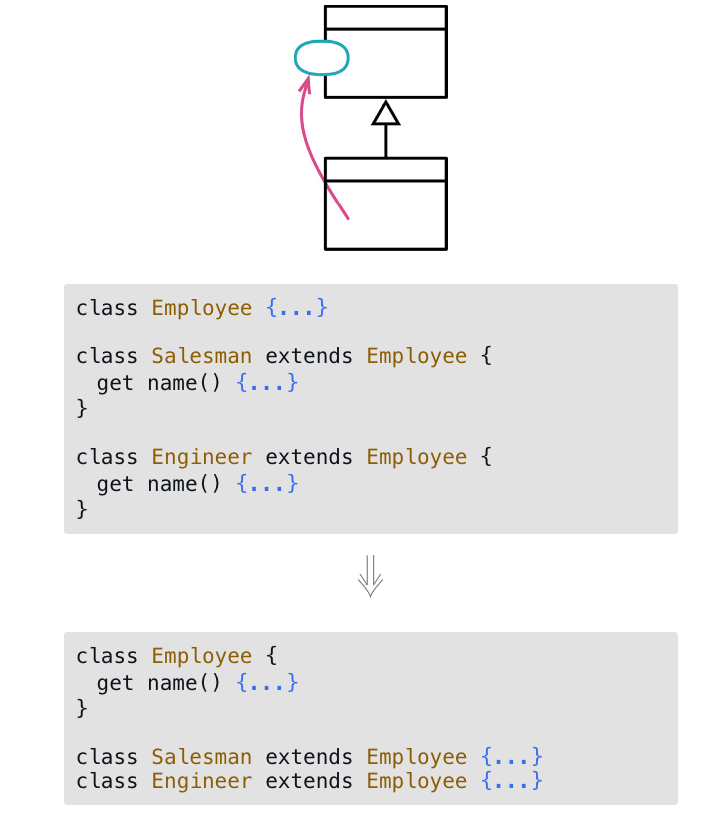 class Employee {...}
class Salesman extends Employee {
  get name() {...}
}
class Engineer extends Employee {
  get name() {...}
}
class Employee {
  get name() {...}
}
class Salesman extends Employee {...}
class Engineer extends Employee {...}